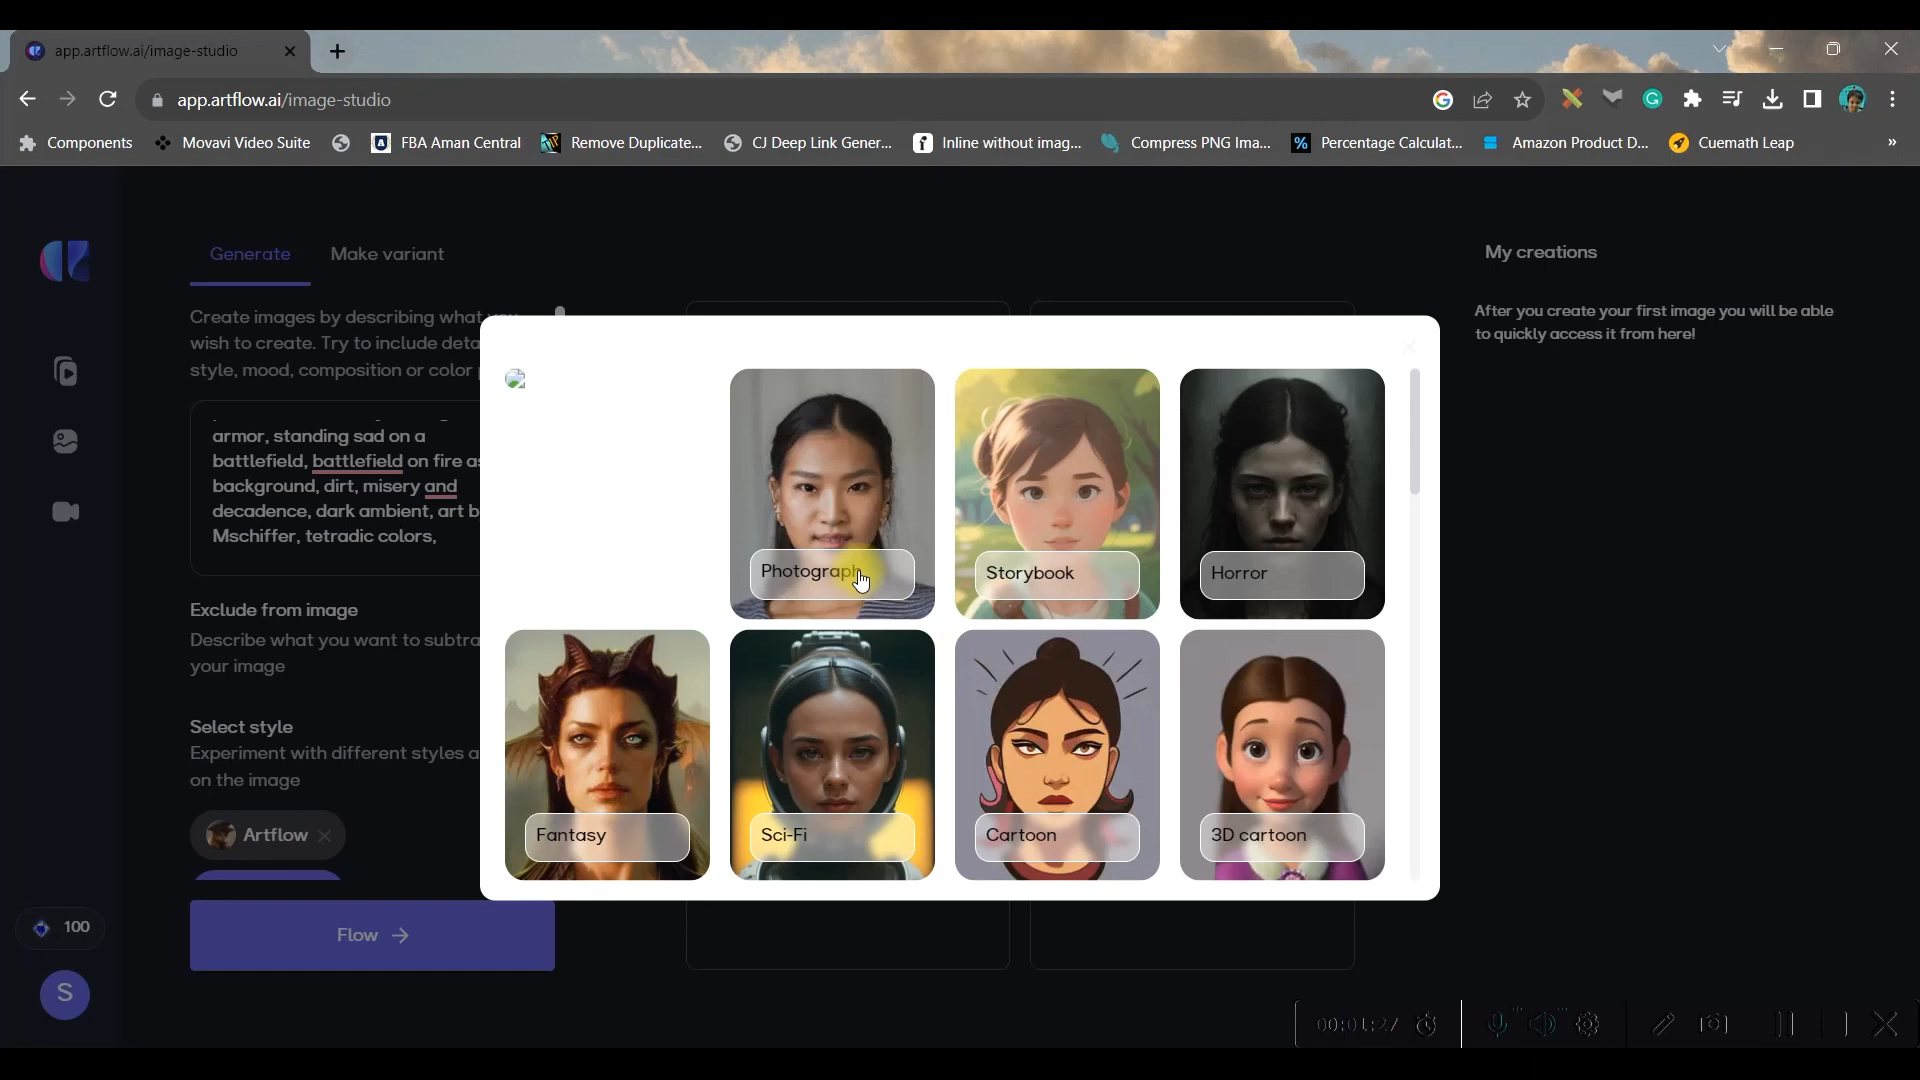 app.artflow.ai/image-studio
app.artflow.ai/image-studio
Components
Movavi Video Suite
FBA Aman Central
Remove Duplicate...
CJ Deep Link Gener...
Inline without imag...
Compress PNG Ima...
Percentage Calculat...
Amazon Product D...
Cuemath Leap
»
Generate
Make variant
My creations
Create images by describing what you
wish to create. Try to include deta
style, mood, composition or color
After you create your first image you will be able
to quickly access it from here!
armor, standing sad on a
battlefield, battlefield on fire as
background, dirt, misery and
decadence, dark ambient, art b
Mschiffer, tetradic colors,
Exclude from image
Describe what you want to subtra
your image
Select style
Experiment with different styles a
on the image
Artflow
Flow
100
S
Photograph
Storybook
Horror
Fantasy
Sci-Fi
Cartoon
3D cartoon
00:01:27